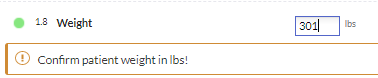 1.8 Weight 301 lbs
Confirm patient weight in lbs!